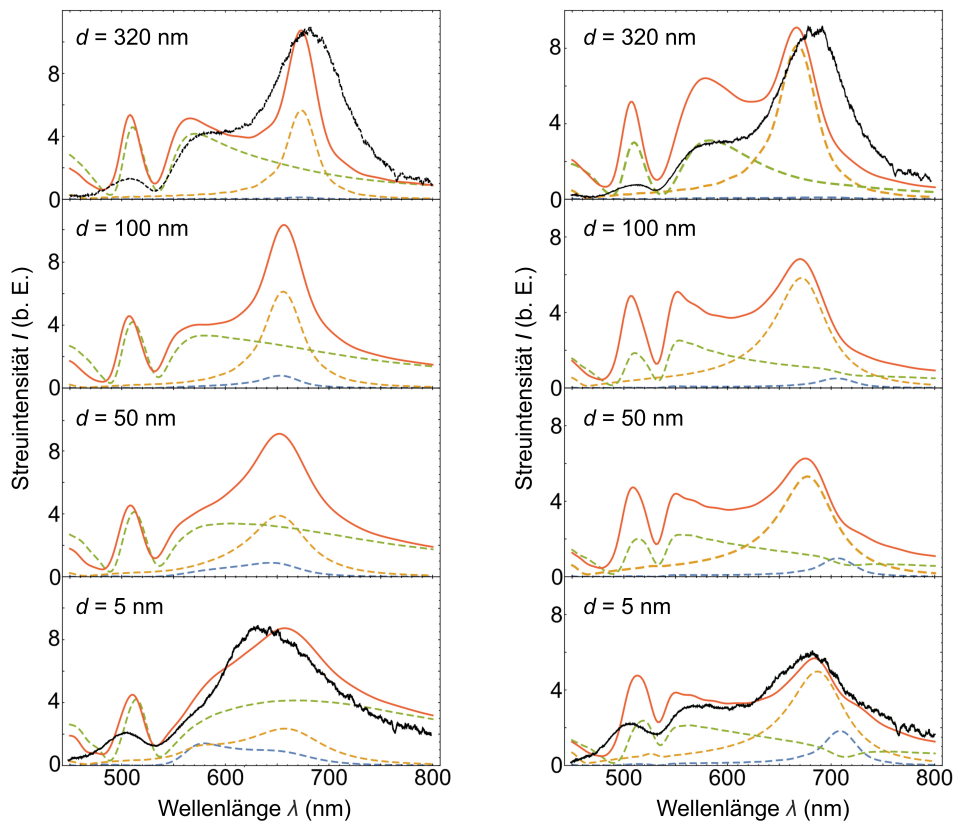 d = 320 nm
8
4
0
d = 100 nm
8
4
0
d = 50 nm
8
4
0
d = 5 nm
8
4
0
500 600 700 800
Wellenlänge λ (nm)
Streuintensität I (b. E.)
d = 320 nm
8
4
0
d = 100 nm
8
4
0
d = 50 nm
8
4
0
d = 5 nm
8
4
0
500 600 700 800
Wellenlänge λ (nm)
Streuintensität I (b. E.)